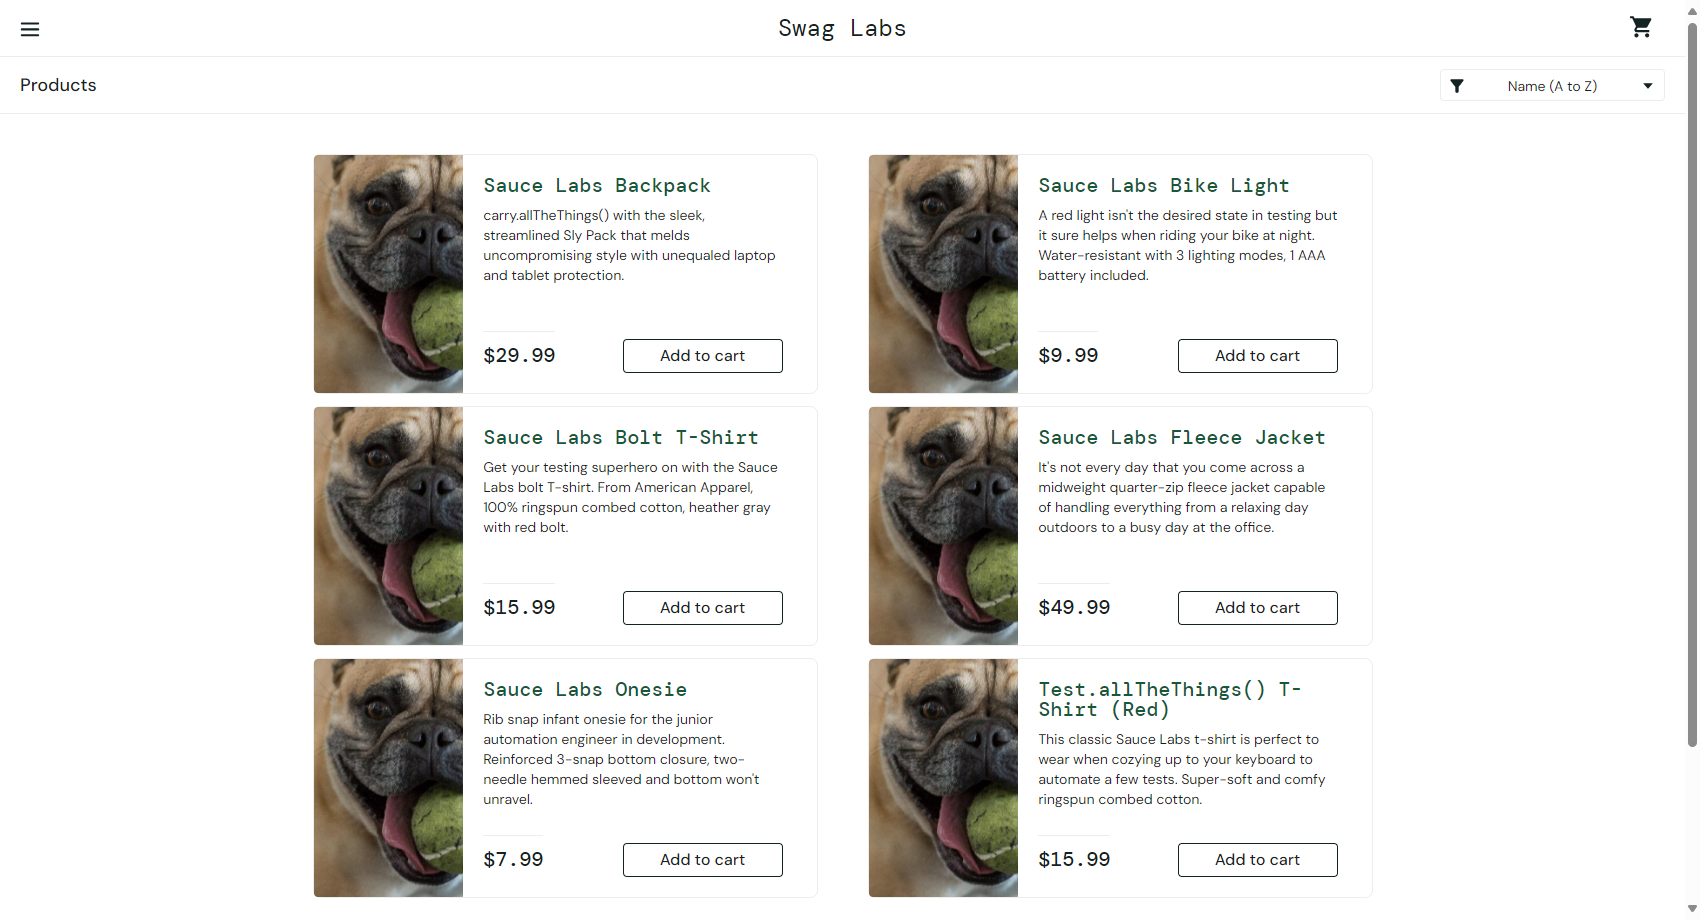 Swag Labs
Products
Name (A to Z)
Sauce Labs Backpack
carry.allTheThings() with the sleek,
streamlined Sly Pack that melds
uncompromising style with unequaled laptop
and tablet protection.
$29.99
Add to cart
Sauce Labs Bike Light
A red light isn't the desired state in testing but
it sure helps when riding your bike at night.
Water-resistant with 3 lighting modes, 1 AAA
battery included.
$9.99
Add to cart
Sauce Labs Bolt T-Shirt
Get your testing superhero on with the Sauce
Labs bolt T-shirt. From American Apparel,
100% ringspun combed cotton, heather gray
with red bolt.
$15.99
Add to cart
Sauce Labs Fleece Jacket
It's not every day that you come across a
midweight quarter-zip fleece jacket capable
of handling everything from a relaxing day
outdoors to a busy day at the office.
$49.99
Add to cart
Sauce Labs Onesie
Rib snap infant onesie for the junior
automation engineer in development.
Reinforced 3-snap bottom closure, two-
needle hemmed sleeved and bottom won't
unravel.
$7.99
Add to cart
Test.allTheThings() T-
Shirt (Red)
This classic Sauce Labs t-shirt is perfect to
wear when cozying up to your keyboard to
automate a few tests. Super-soft and comfy
ringspun combed cotton.
$15.99
Add to cart